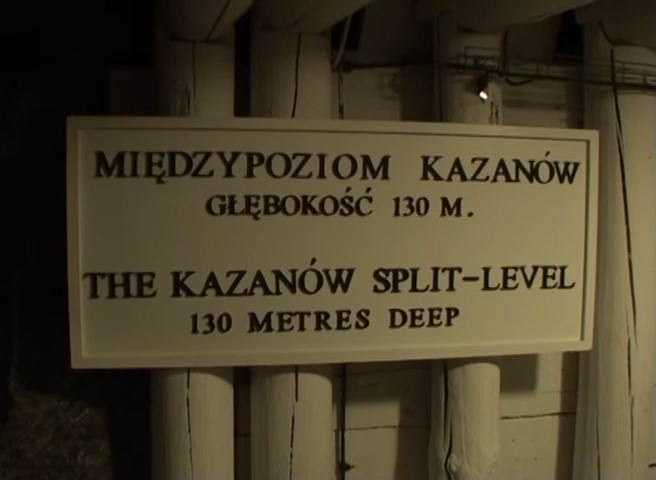 MIĘDZYPOZIOM KAZANÓW
GŁĘBOKOŚĆ 130 M.
THE KAZANÓW SPLIT-LEVEL
130 METRES DEEP